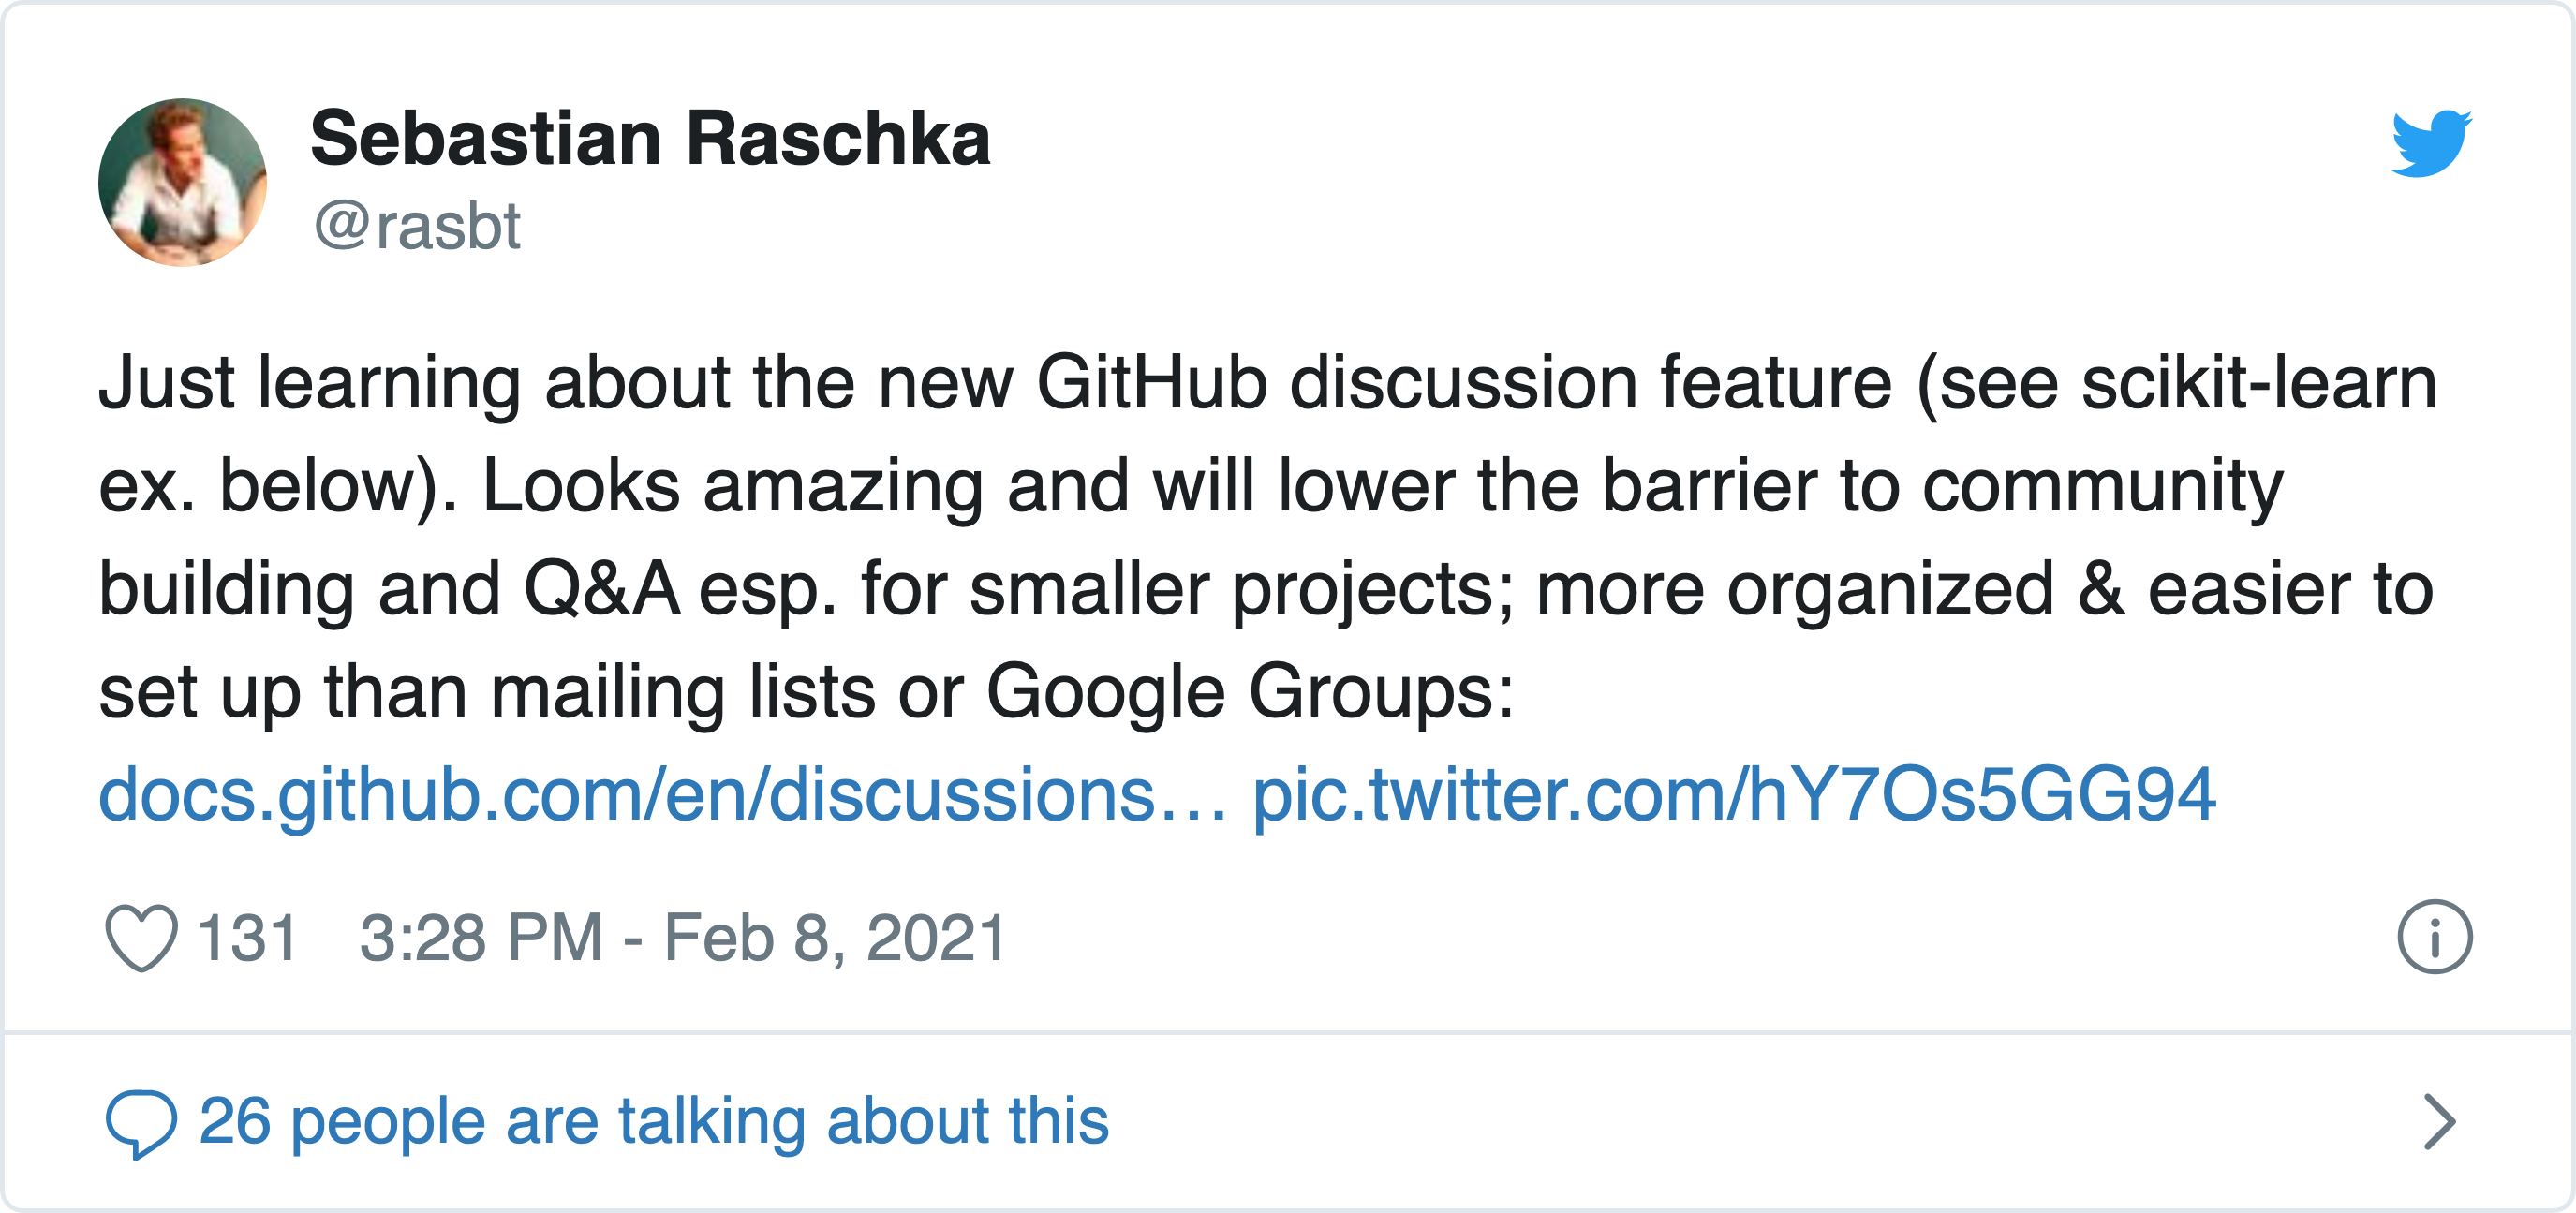 Sebastian Raschka
@rasbt
Just learning about the new GitHub discussion feature (see scikit-learn
ex. below). Looks amazing and will lower the barrier to community
building and Q&A esp. for smaller projects; more organized & easier to
set up than mailing lists or Google Groups:
docs.github.com/en/discussions… pic.twitter.com/hY7Os5GG94
131 3:28 PM - Feb 8, 2021
26 people are talking about this